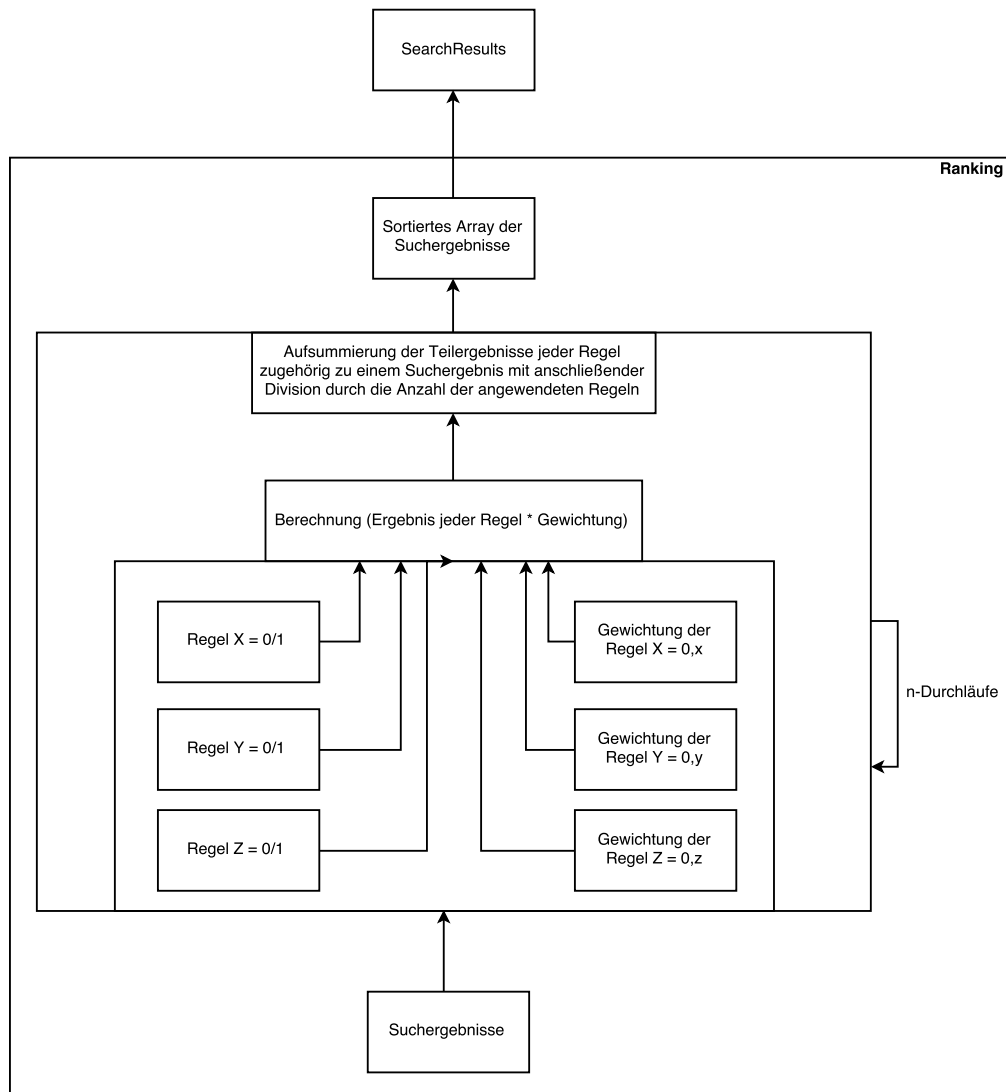 SearchResults
Ranking
Sortiertes Array der
Suchergebnisse
Aufsummierung der Teilergebnisse jeder Regel
zugehörig zu einem Suchergebnis mit anschließender
Division durch die Anzahl der angewendeten Regeln
Berechnung (Ergebnis jeder Regel * Gewichtung)
Regel X = 0/1
Gewichtung der
Regel X = 0,x
n-Durchläufe
Regel Y = 0/1
Gewichtung der
Regel Y = 0,y
Regel Z = 0/1
Gewichtung der
Regel Z = 0,z
Suchergebnisse